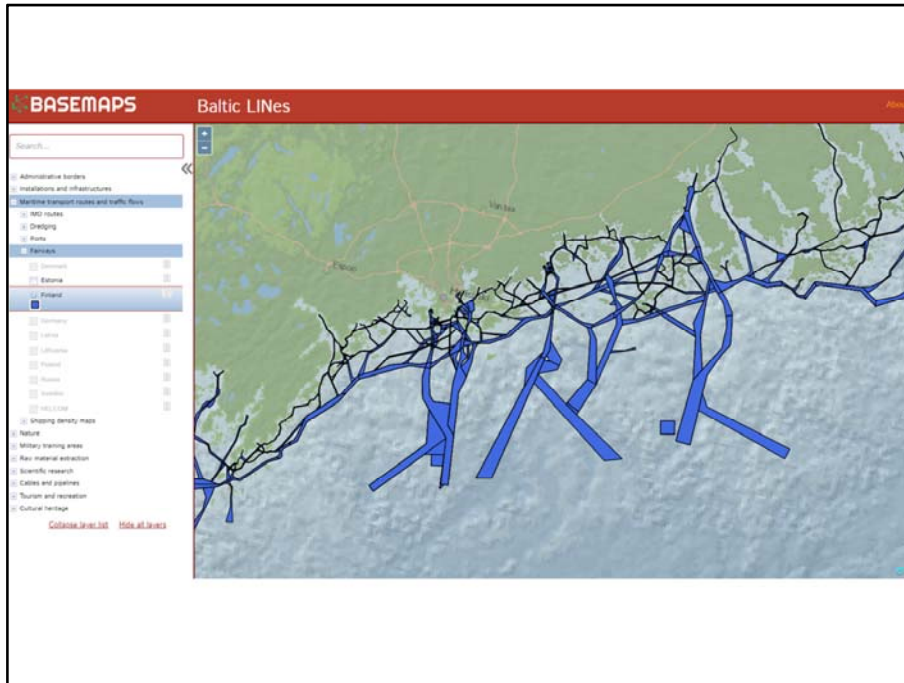 BASEMAPS
Baltic LINes
Abou
Search...
Administrative borders
Installations and infrastructures
Maritime transport routes and traffic flows
IMO routes
Dredging
Ports
Fairways
Denmark
Estonia
Finland
Germany
Latvia
Lithuania
Poland
Russia
Sweden
HELCOM
Shipping density maps
Nature
Military training areas
Raw material extraction
Scientific research
Cables and pipelines
Tourism and recreation
Cultural heritage
Collapse layer list Hide all layers
Vantaa
Espoo